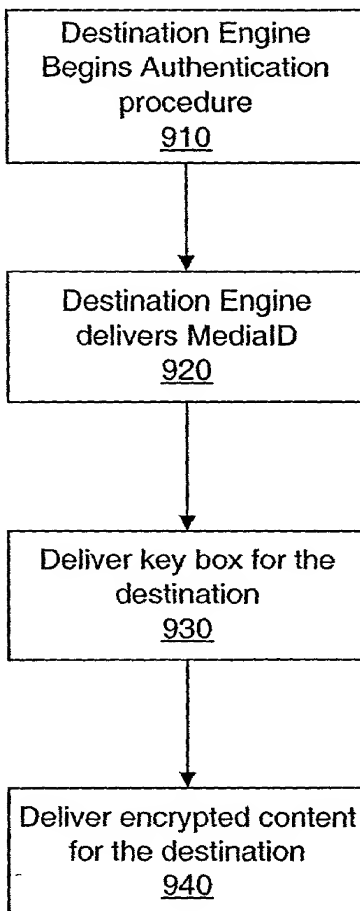 Destination Engine
Begins Authentication
procedure
910
Destination Engine
delivers MediaID
920
Deliver key box for the
destination
930
Deliver encrypted content
for the destination
940